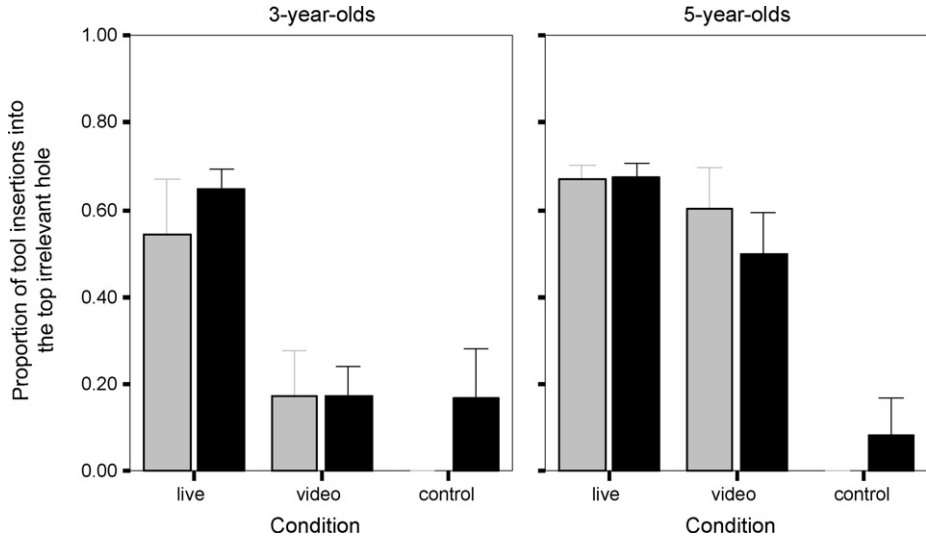 3-year-olds
5-year-olds
Proportion of tool insertions into
the top irrelevant hole
1.00
0.80
0.60
0.40
0.20
0.00
live
video
control
live
video
control
Condition
Condition